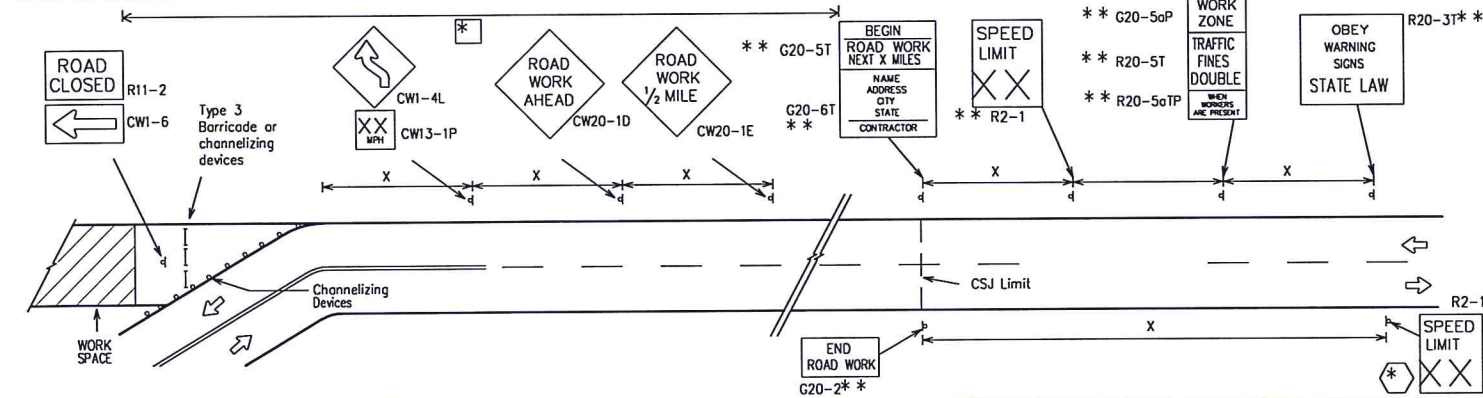 ROAD
CLOSED
R11-2
CW1-6
Type 3
Barricade or
channelizing
devices
CW1-4L
XX
MPH
CW13-1P
*
ROAD
WORK
AHEAD
CW20-1D
ROAD
WORK
1/2 MILE
CW20-1E
* * G20-5T
G20-6T
* *
BEGIN
ROAD WORK
NEXT X MILES
NAME
ADDRESS
CITY
STATE
CONTRACTOR
SPEED
LIMIT
X X
* * R2-1
* * G20-5aP
WORK
ZONE
* * R20-5T
TRAFFIC
FINES
DOUBLE
* * R20-5aTP
WHEN
WORKERS
ARE PRESENT
OBEY
WARNING
SIGNS
STATE LAW
R20-3T* *
X
X
X
X
X
Channelizing
Devices
WORK
SPACE
CSJ Limit
END
ROAD WORK
G20-2* *
X
R2-1
SPEED
LIMIT
X X
*